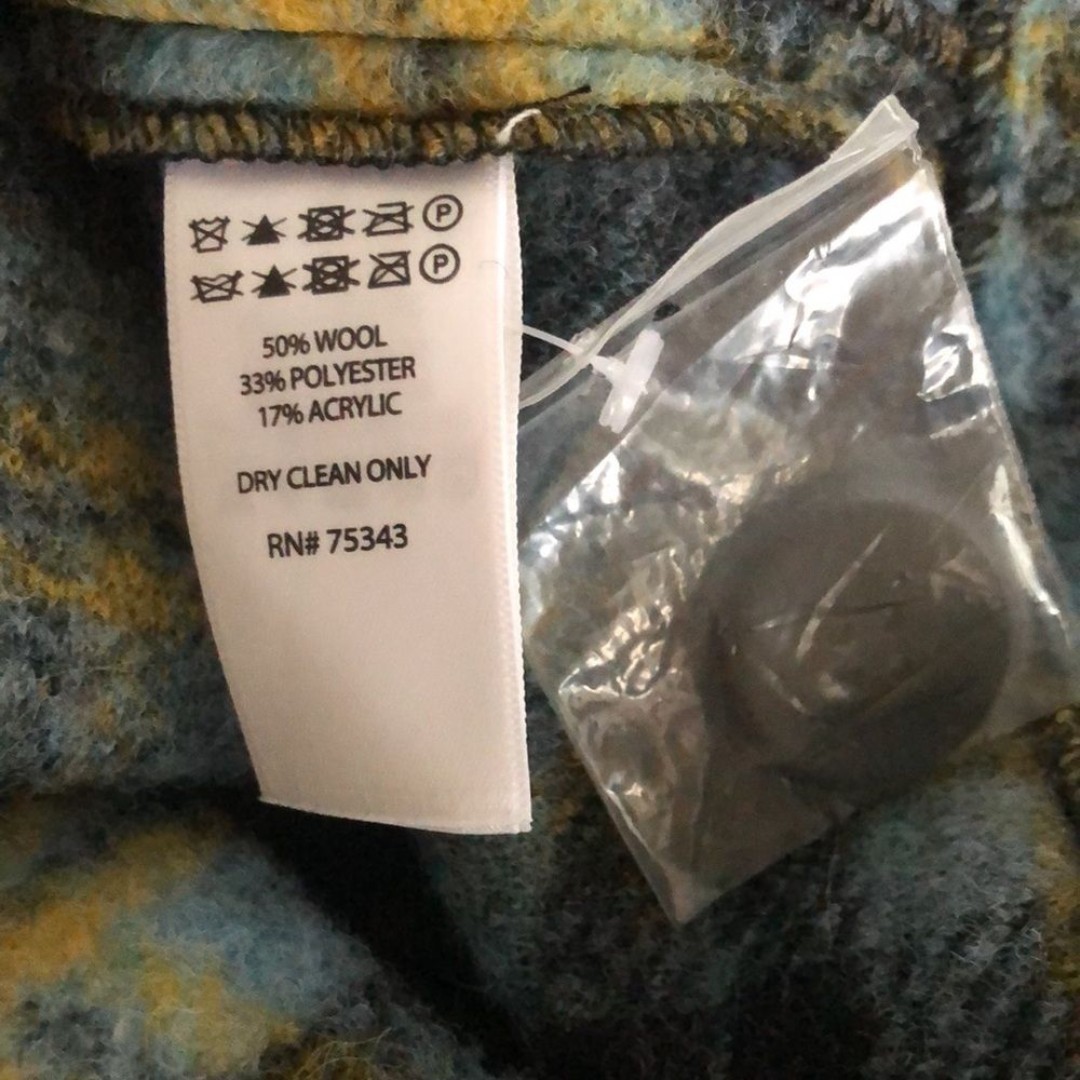 P
P
50% WOOL
33% POLYESTER
17% ACRYLIC
DRY CLEAN ONLY
RN# 75343